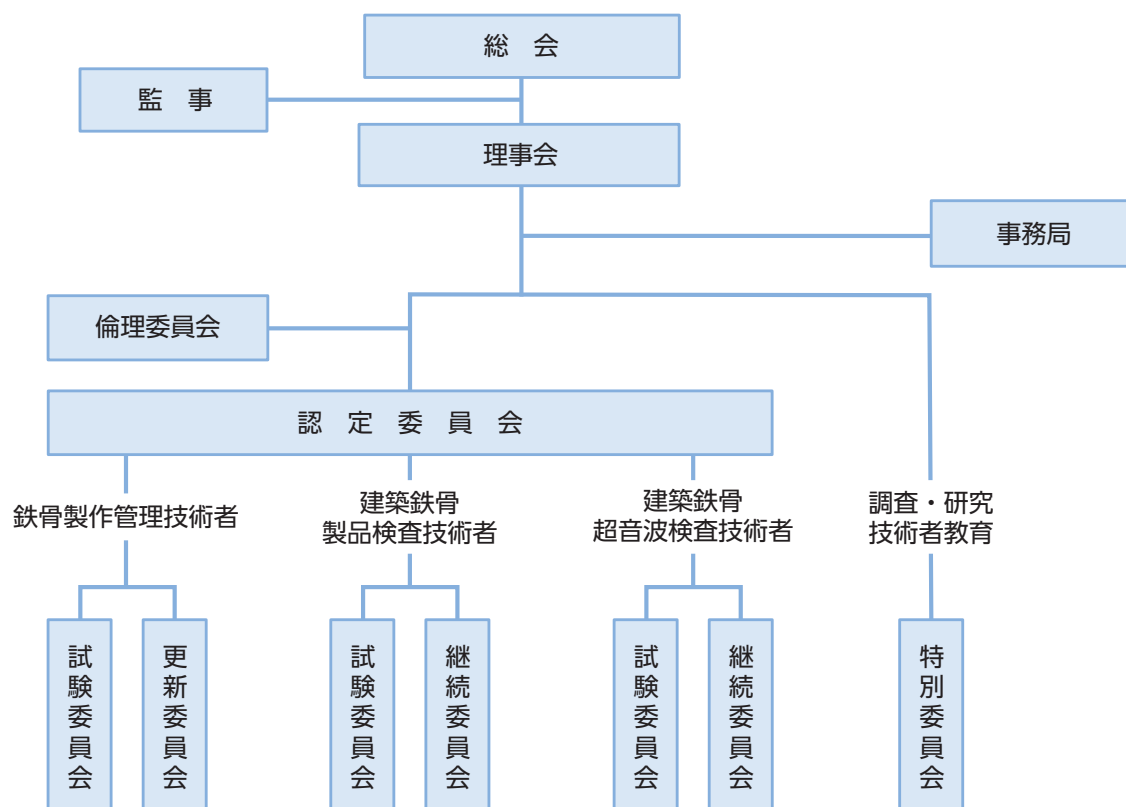 総　会
監　事
理事会
事務局
倫理委員会
認　定　委　員　会
鉄骨製作管理技術者
建築鉄骨
製品検査技術者
建築鉄骨
超音波検査技術者
調査・研究
技術者教育
試験委員会
更新委員会
試験委員会
継続委員会
試験委員会
継続委員会
特別委員会